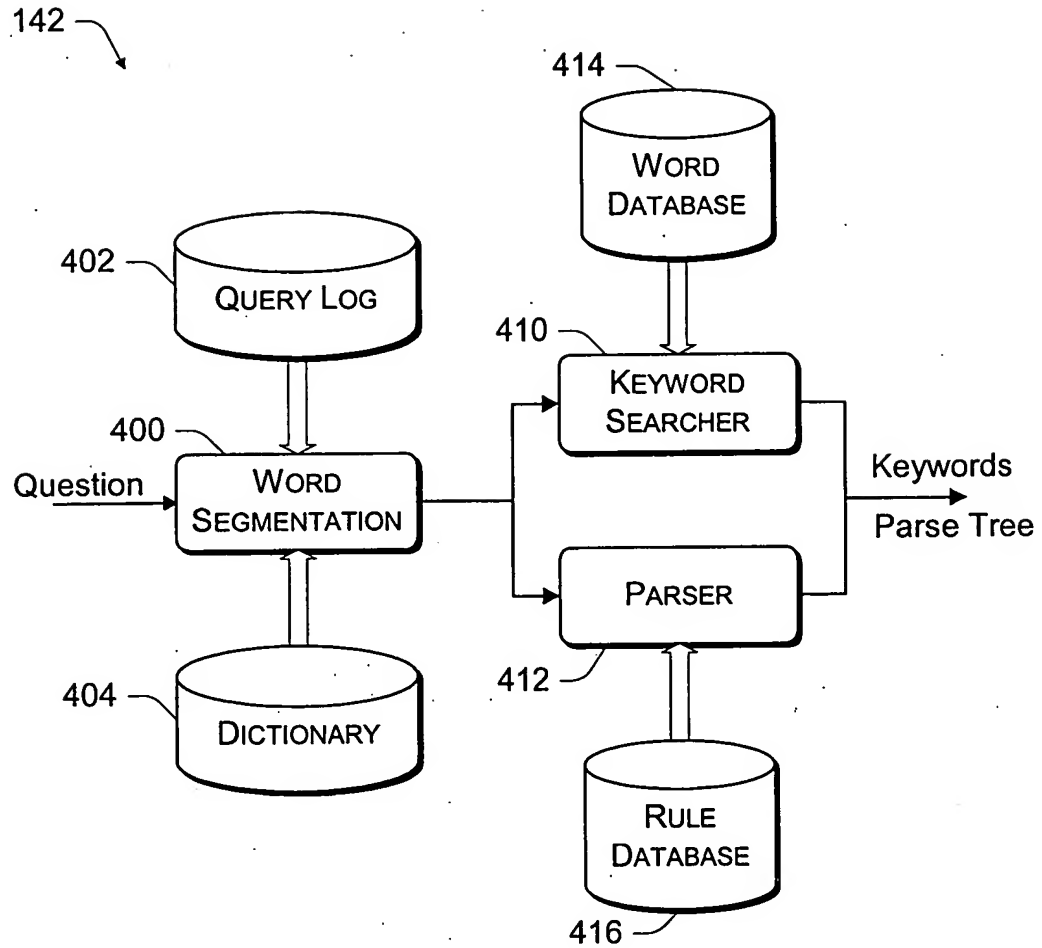 142
414
WORD
DATABASE
402
QUERY LOG
410
KEYWORD
SEARCHER
400
Question
WORD
SEGMENTATION
Keywords
Parse Tree
PARSER
412
404
DICTIONARY
RULE
DATABASE
416